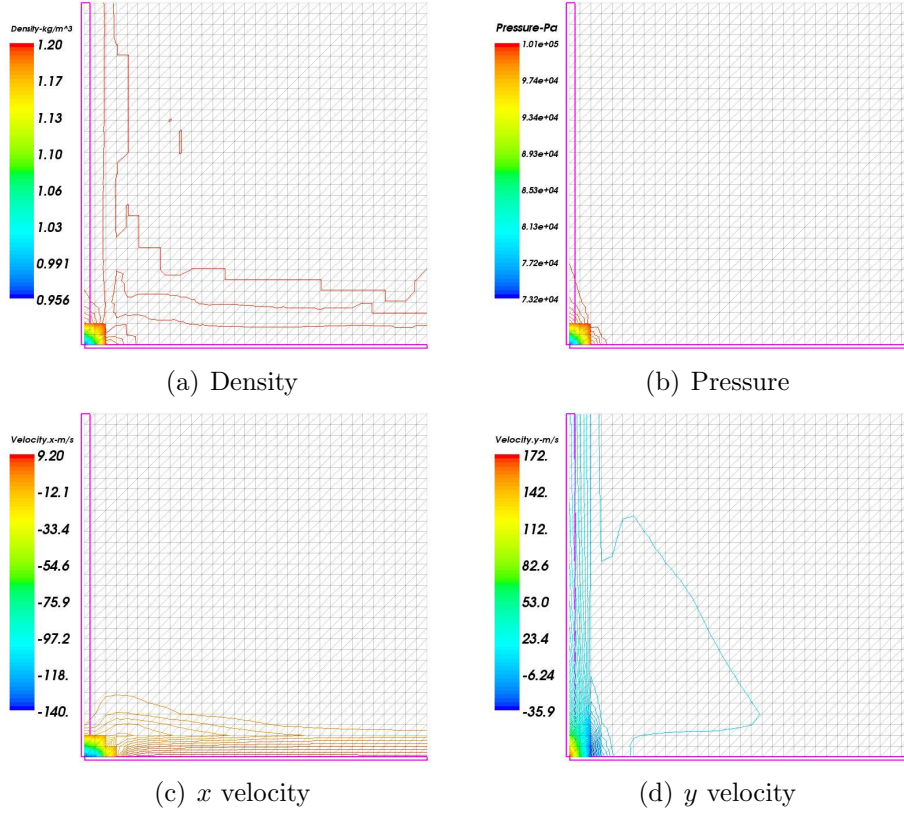 Density-kg/m^3
1.20
1.17
1.13
1.10
1.06
1.03
0.991
0.956
(a) Density
Pressure-Pa
1.01e+05
9.74e+04
9.34e+04
8.93e+04
8.53e+04
8.13e+04
7.72e+04
7.32e+04
(b) Pressure
Velocity.x-m/s
9.20
-12.1
-33.4
-54.6
-75.9
-97.2
-118.
-140.
(c) x velocity
Velocity.y-m/s
172.
142.
112.
82.6
53.0
23.4
-6.24
-35.9
(d) y velocity